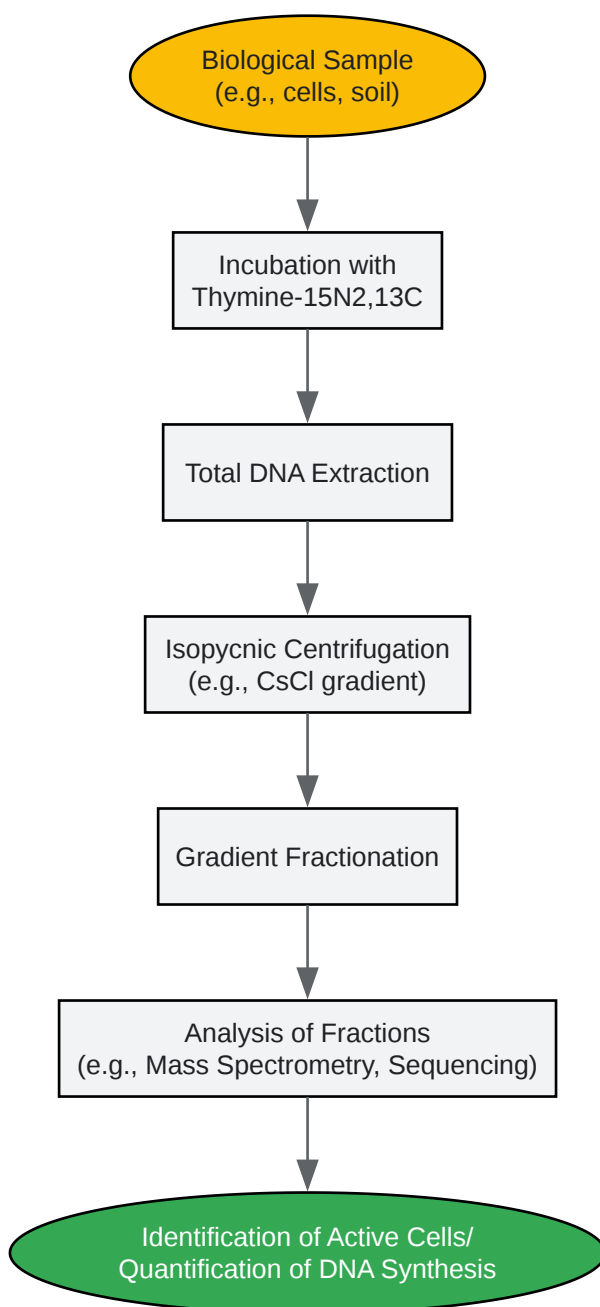 Biological Sample
(e.g., cells, soil)
Incubation with
Thymine-15N2,13C
Total DNA Extraction
Isopycnic Centrifugation
(e.g., CsCl gradient)
Gradient Fractionation
Analysis of Fractions
(e.g., Mass Spectrometry, Sequencing)
Identification of Active Cells/
Quantification of DNA Synthesis